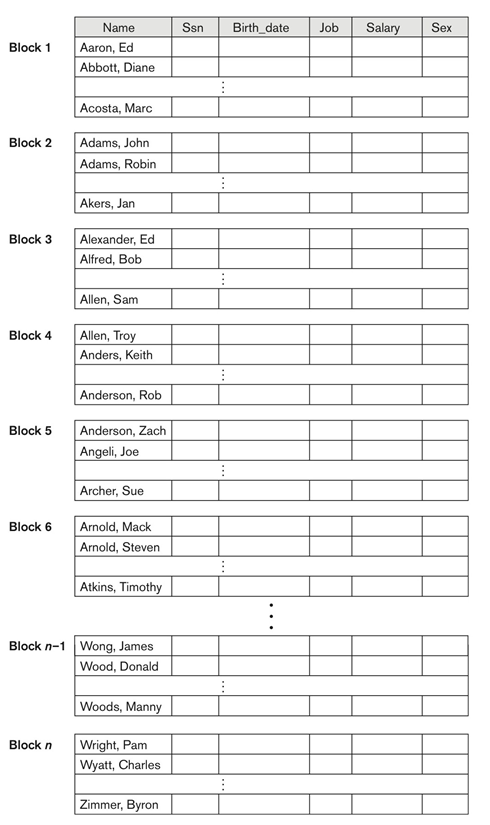 Name Ssn Birth_date Job Salary Sex
Block 1 Aaron, Ed
Abbott, Diane
⋮
Acosta, Marc
Block 2 Adams, John
Adams, Robin
⋮
Akers, Jan
Block 3 Alexander, Ed
Alfred, Bob
⋮
Allen, Sam
Block 4 Allen, Troy
Anders, Keith
⋮
Anderson, Rob
Block 5 Anderson, Zach
Angeli, Joe
⋮
Archer, Sue
Block 6 Arnold, Mack
Arnold, Steven
⋮
Atkins, Timothy
⋮
Block n−1 Wong, James
Wood, Donald
⋮
Woods, Manny
Block n Wright, Pam
Wyatt, Charles
⋮
Zimmer, Byron